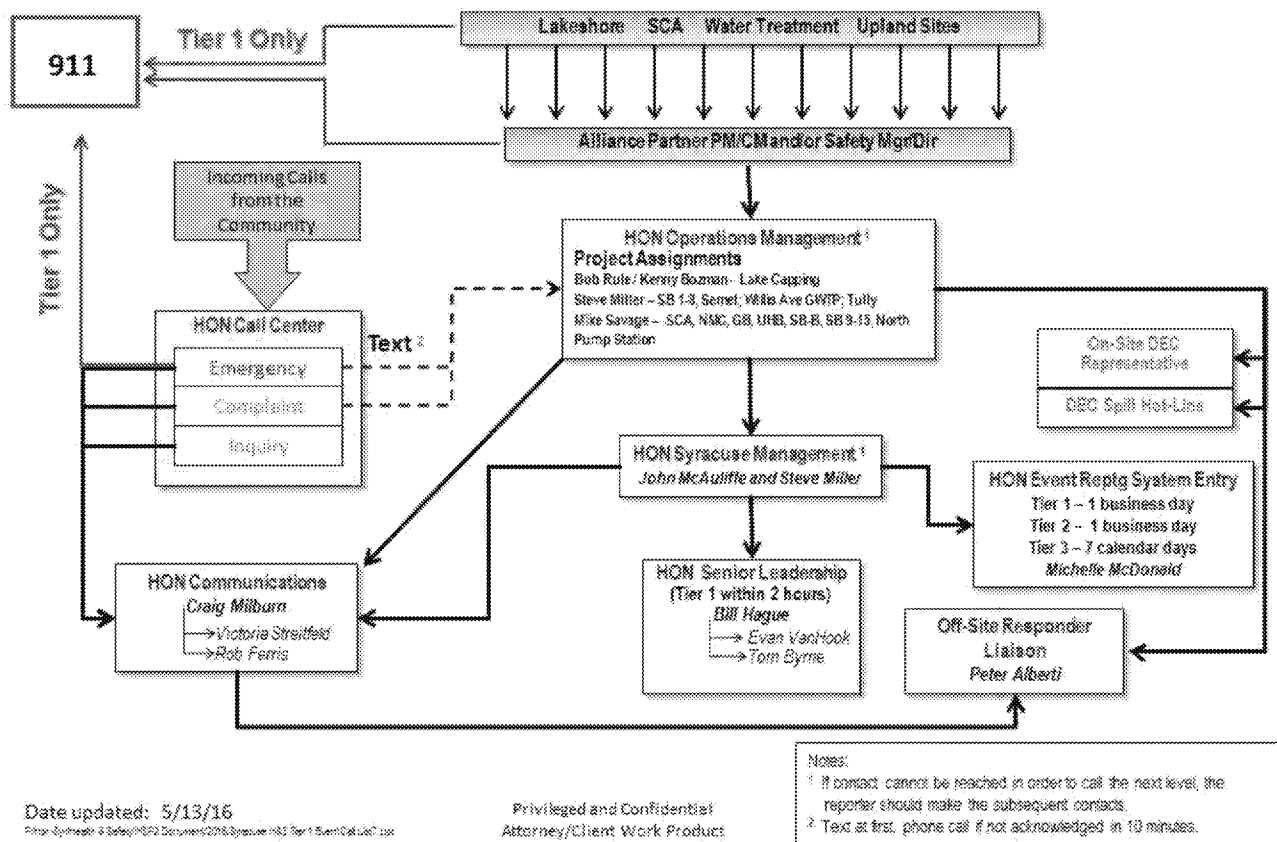 911
Tier 1 Only
Lakeshore SCA Water Treatment Upland Sites
Alliance Partner PM/CM and/or Safety Mgr/Dir
Tier 1 Only
Incoming Calls
from the
Community
HON Operations Management 1
Project Assignments
Bob Rule / Kenny Bozman - Lake Capping
Steve Miller – SB 1-8, Semet; Willis Ave GWTP; Tully
Mike Savage – SCA, NMC, GB, UHB, SB-B, SB 9-15, North
Pump Station
HON Call Center
Emergency
Complaint
Inquiry
Text 2
On-Site DEC
Representative
DEC Spill Hot-Line
HON Syracuse Management 1
John McAuliffe and Steve Miller
HON Event Reptg System Entry
Tier 1 – 1 business day
Tier 2 – 1 business day
Tier 3 – 7 calendar days
Michelle McDonald
HON Communications
Craig Milburn
Victoria Streitfeld
Rob Ferris
HON Senior Leadership
(Tier 1 within 2 hours)
Bill Hague
Evan VanHook
Tom Byrne
Off-Site Responder
Liaison
Peter Alberti
Notes:
1 If contact cannot be reached in order to call the next level, the
reporter should make the subsequent contacts.
2 Text at first, phone call if not acknowledged in 10 minutes.
Date updated: 5/13/16
Privileged and Confidential
Attorney/Client Work Product